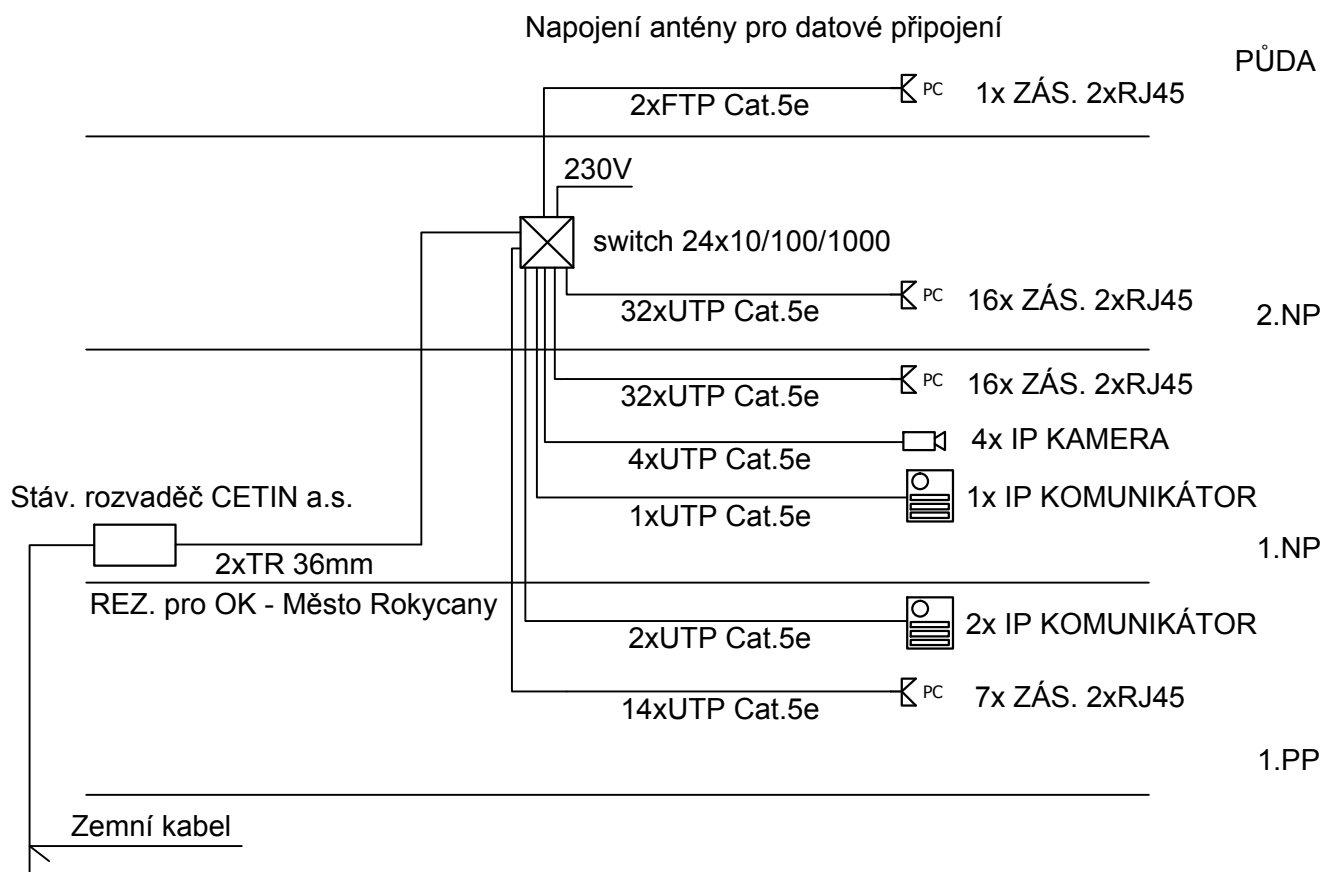 Napojení antény pro datové připojení
PŮDA
PC 1x ZÁS. 2xRJ45
2xFTP Cat.5e
230V
switch 24x10/100/1000
PC 16x ZÁS. 2xRJ45
32xUTP Cat.5e
2.NP
PC 16x ZÁS. 2xRJ45
32xUTP Cat.5e
4x IP KAMERA
4xUTP Cat.5e
Stáv. rozvaděč CETIN a.s.
1x IP KOMUNIKÁTOR
1xUTP Cat.5e
1.NP
2xTR 36mm
REZ. pro OK - Město Rokycany
2x IP KOMUNIKÁTOR
2xUTP Cat.5e
PC 7x ZÁS. 2xRJ45
14xUTP Cat.5e
1.PP
Zemní kabel